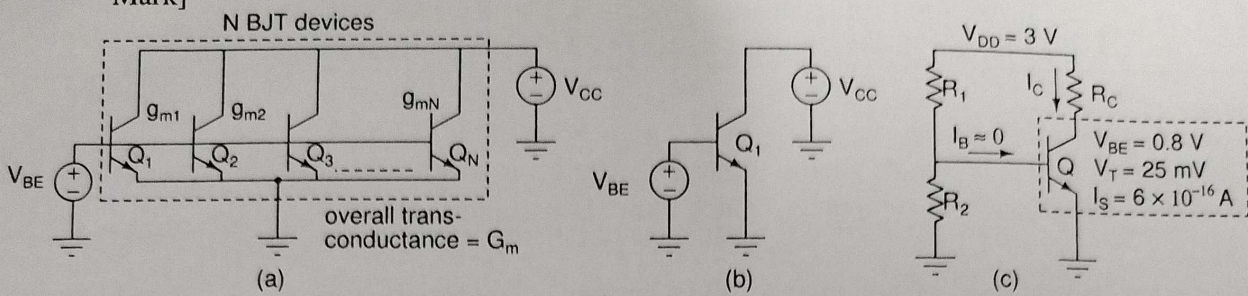 Mark]
N BJT devices
V_DD = 3 V
g_m1 g_m2 g_mN
V_CC
V_CC
R_1 I_C R_C
Q_1 Q_2 Q_3 Q_N
Q_1
I_B ≈ 0
V_BE = 0.8 V
V_BE
V_BE
Q V_T = 25 mV
R_2 I_S = 6 × 10^-16 A
overall trans-
conductance = G_m
(a) (b) (c)